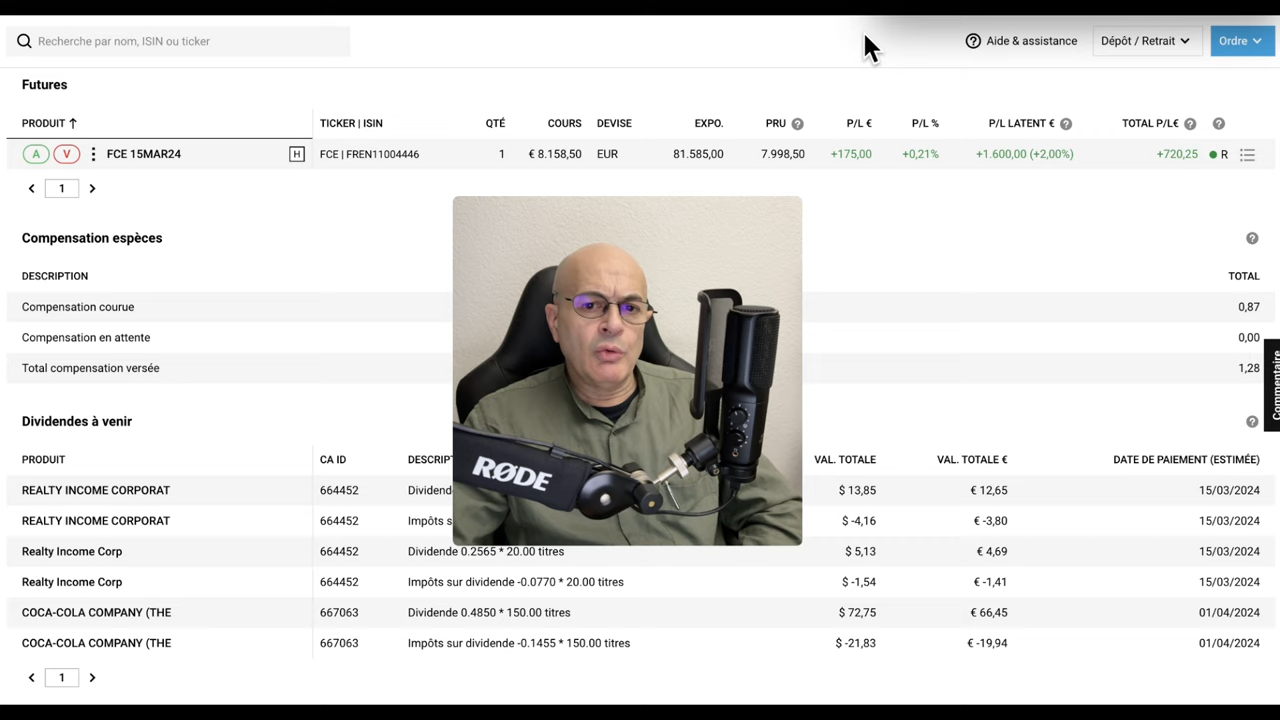 Recherche par nom, ISIN ou ticker Aide & assistance Dépôt / Retrait Ordre
Futures
PRODUIT TICKER | ISIN QTÉ COURS DEVISE EXPO. PRU P/L € P/L % P/L LATENT € TOTAL P/L€
A V FCE 15MAR24 H FCE | FREN11004446 1 € 8.158,50 EUR 81.585,00 7.998,50 +175,00 +0,21% +1.600,00 (+2,00%) +720,25 R
1
Compensation espèces
DESCRIPTION TOTAL
Compensation courue 0,87
Compensation en attente 0,00
Total compensation versée 1,28
Commentaire
Dividendes à venir
PRODUIT CA ID DESCRIPT VAL. TOTALE VAL. TOTALE € DATE DE PAIEMENT (ESTIMÉE)
REALTY INCOME CORPORAT 664452 Dividend $ 13,85 € 12,65 15/03/2024
REALTY INCOME CORPORAT 664452 Impôts s $ -4,16 € -3,80 15/03/2024
Realty Income Corp 664452 Dividende 0.2565 * 20.00 titres $ 5,13 € 4,69 15/03/2024
Realty Income Corp 664452 Impôts sur dividende -0.0770 * 20.00 titres $ -1,54 € -1,41 15/03/2024
COCA-COLA COMPANY (THE 667063 Dividende 0.4850 * 150.00 titres $ 72,75 € 66,45 01/04/2024
COCA-COLA COMPANY (THE 667063 Impôts sur dividende -0.1455 * 150.00 titres $ -21,83 € -19,94 01/04/2024
1
RØDE